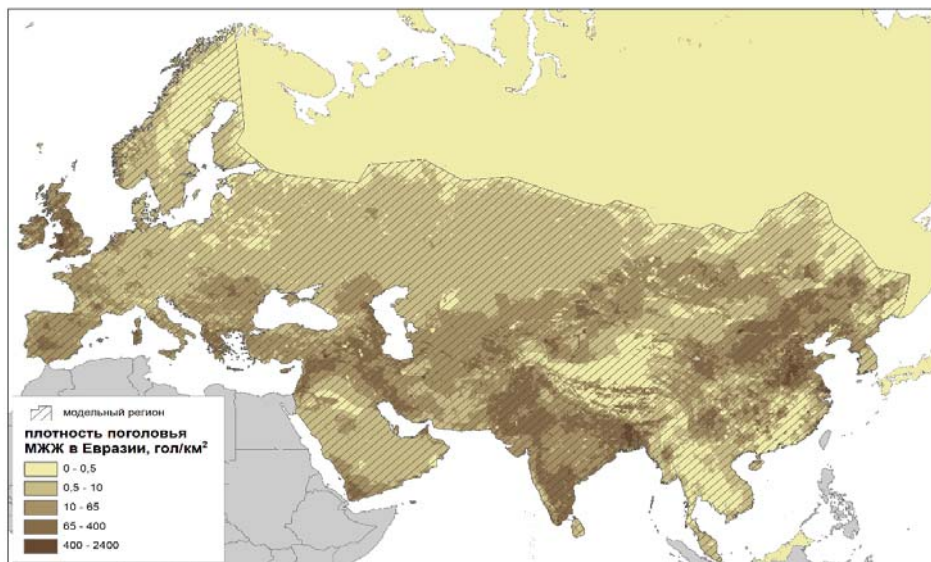 модельный регион
плотность поголовья
МЖЖ в Евразии, гол/км²
0 - 0,5
0,5 - 10
10 - 65
65 - 400
400 - 2400